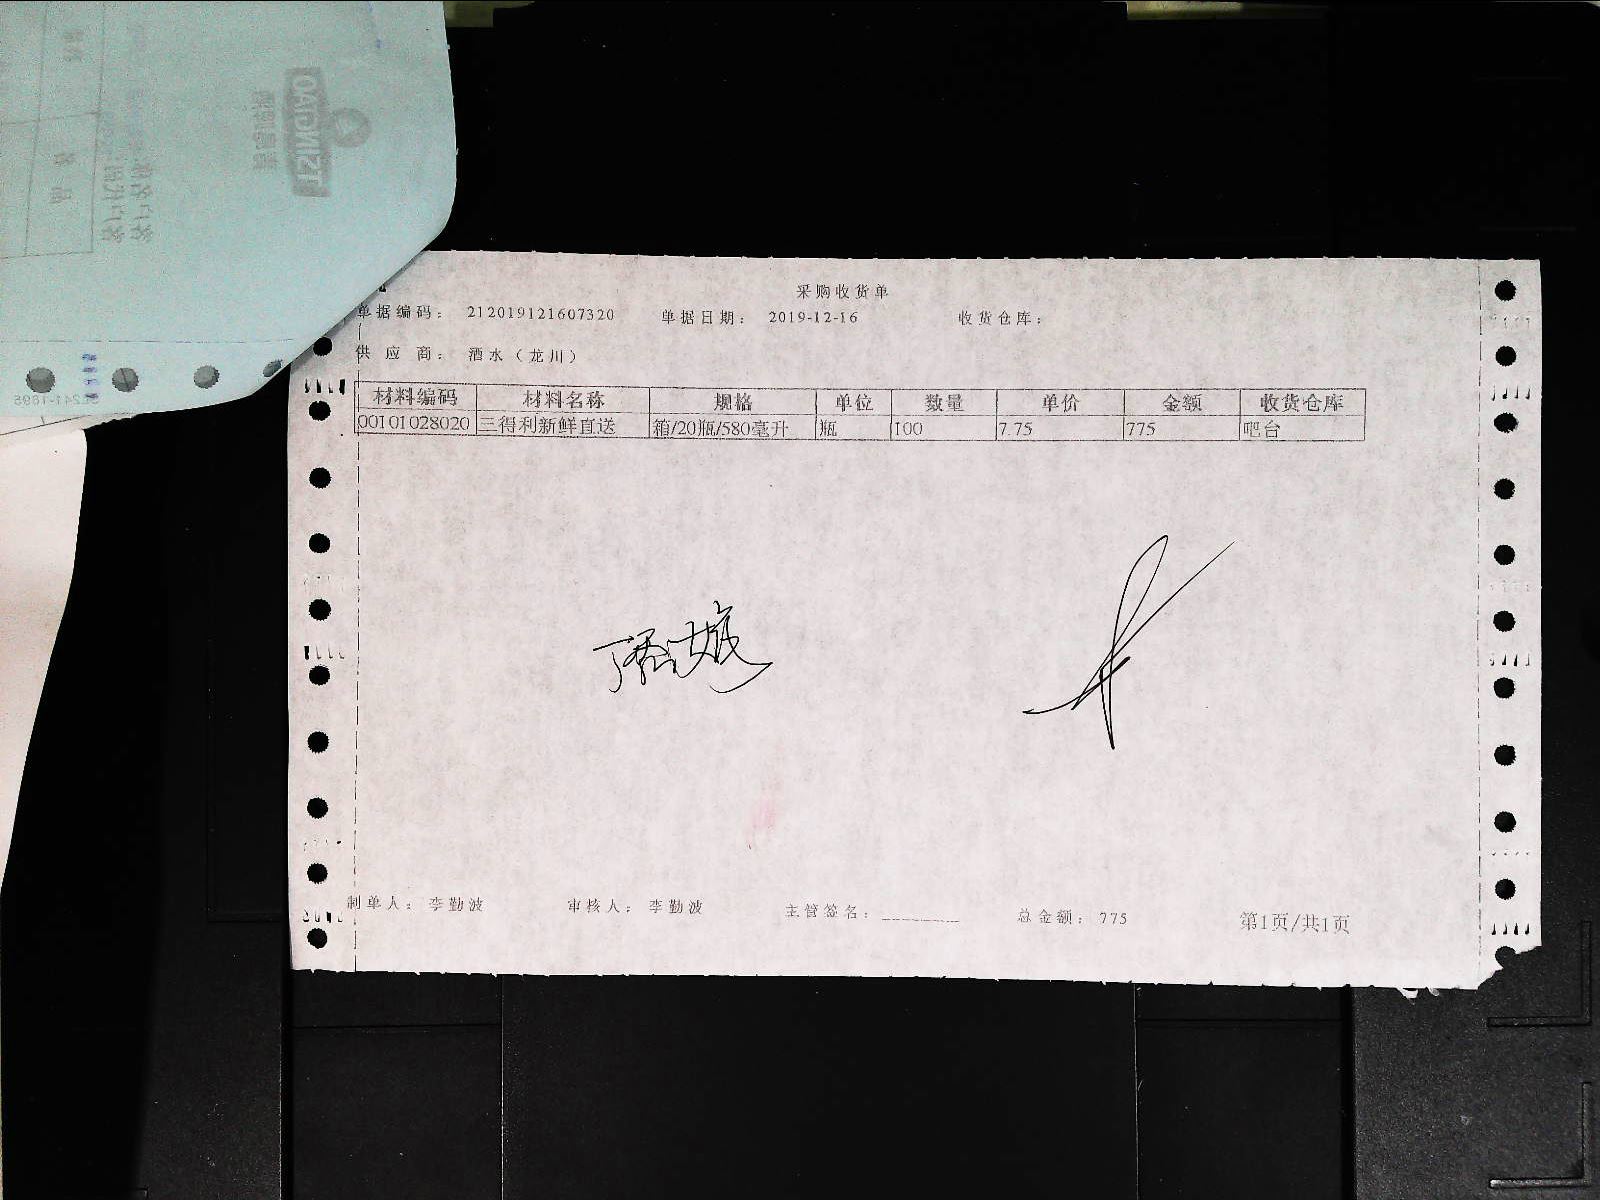 采购收货单
单据编码： 212019121607320 单据日期： 2019-12-16 收货仓库：
供 应 商： 酒水（龙川）
材料编码 材料名称 规格 单位 数量 单价 金额 收货仓库
00101028020 三得利新鲜直送 箱/20瓶/580毫升 瓶 100 7.75 775 吧台
制单人： 李勤波 审核人： 李勤波 主管签名： ________ 总金额： 775 第1页/共1页